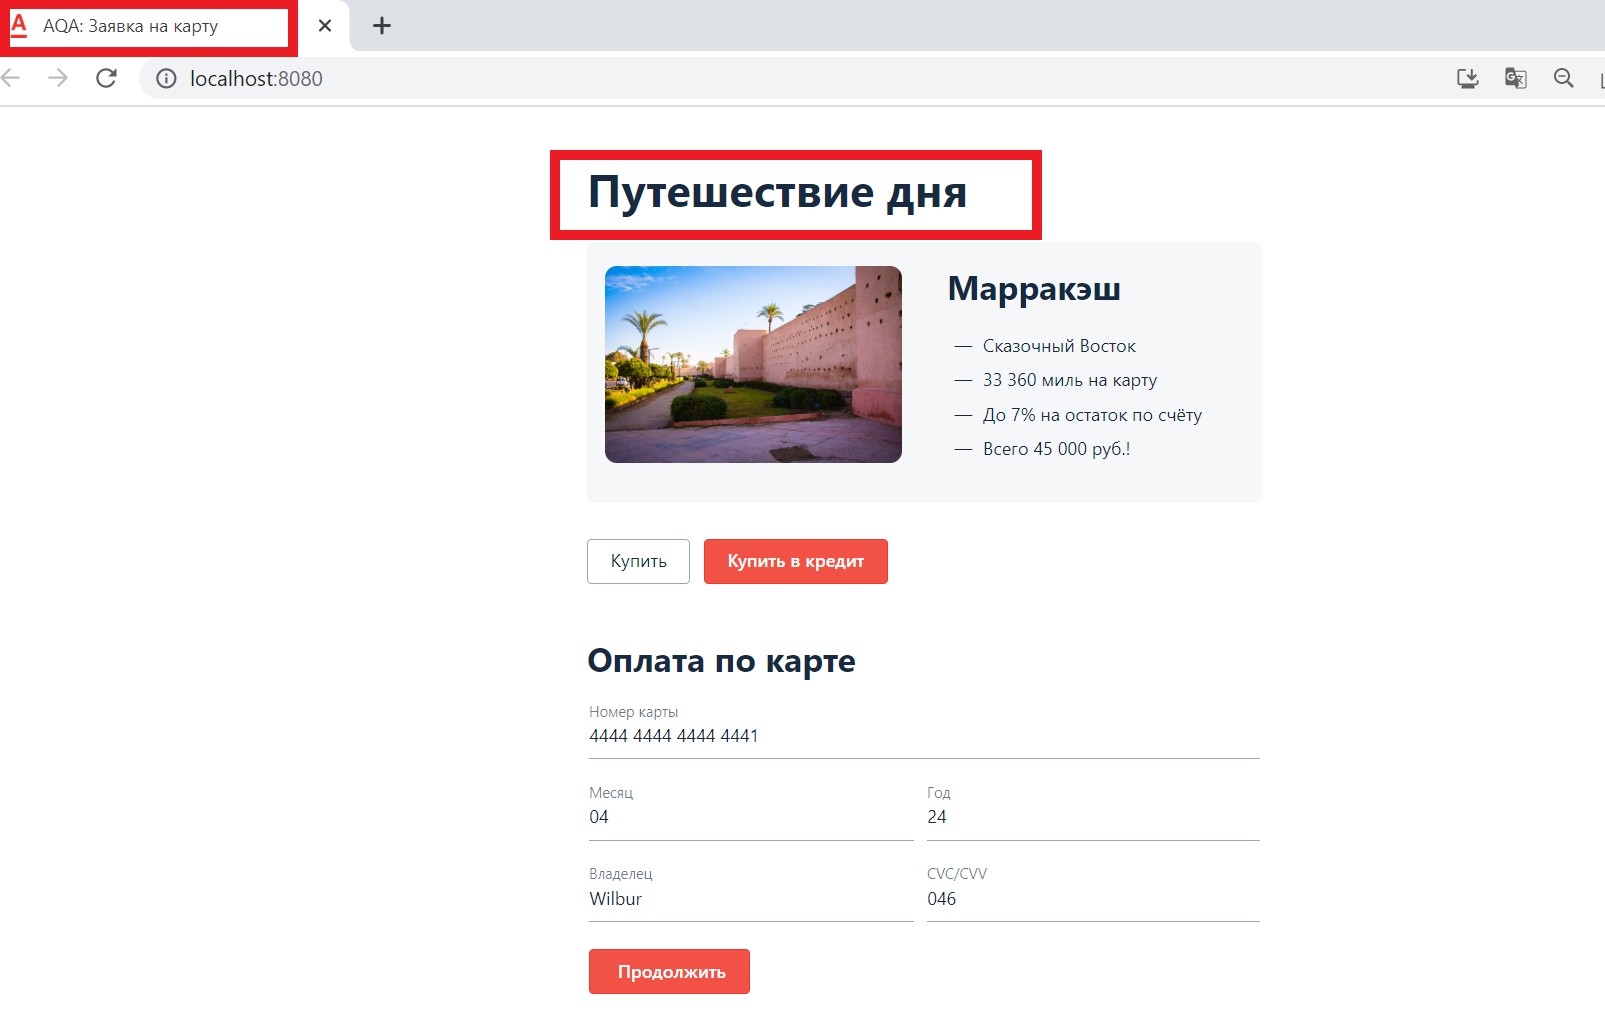 AQA: Заявка на карту
localhost:8080
Путешествие дня
Марракэш
— Сказочный Восток
— 33 360 миль на карту
— До 7% на остаток по счёту
— Всего 45 000 руб.!
Купить Купить в кредит
Оплата по карте
Номер карты
4444 4444 4444 4441
Месяц Год
04 24
Владелец CVC/CVV
Wilbur 046
Продолжить